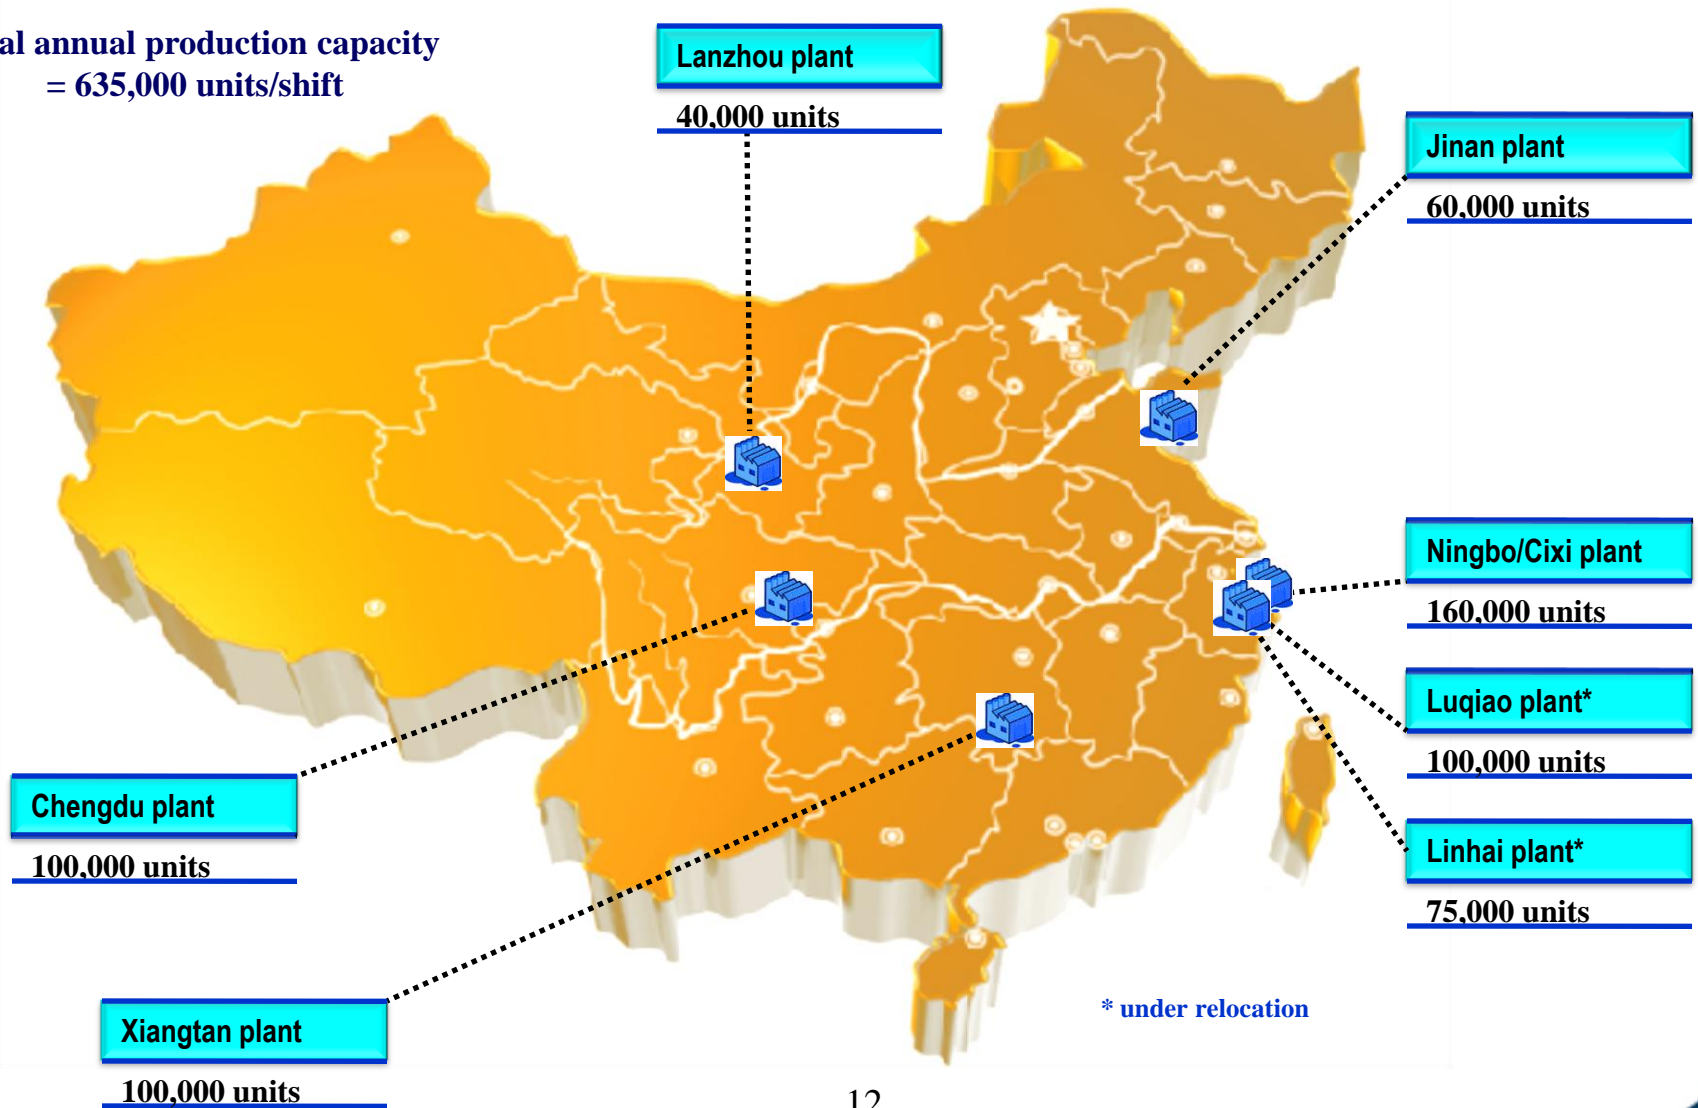 al annual production capacity
= 635,000 units/shift
Lanzhou plant
40,000 units
Jinan plant
60,000 units
Ningbo/Cixi plant
160,000 units
Luqiao plant*
100,000 units
Linhai plant*
75,000 units
Chengdu plant
100,000 units
Xiangtan plant
100,000 units
* under relocation
12